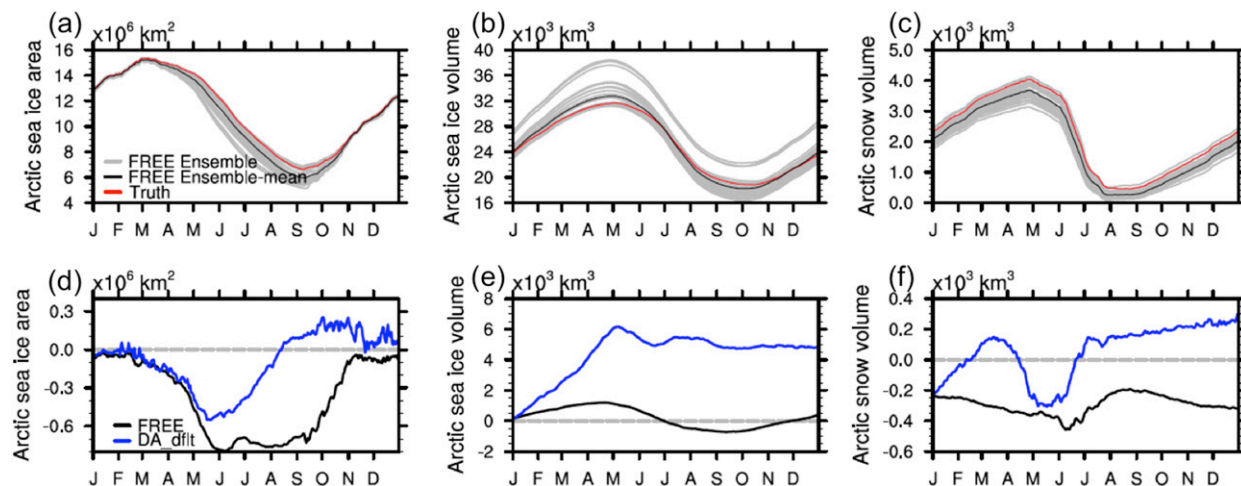 (a) x10⁶ km²
Arctic sea ice area
16
14
12
10
8
6
4
FREE Ensemble
FREE Ensemble-mean
Truth
J F M A M J J A S O N D
(b) x10³ km³
Arctic sea ice volume
40
36
32
28
24
20
16
J F M A M J J A S O N D
(c) x10³ km³
Arctic snow volume
5.0
4.0
3.0
2.0
1.0
0.0
J F M A M J J A S O N D
(d) x10⁶ km²
Arctic sea ice area
0.3
0.0
-0.3
-0.6
FREE
DA_dflt
J F M A M J J A S O N D
(e) x10³ km³
Arctic sea ice volume
8
6
4
2
0
-2
J F M A M J J A S O N D
(f) x10³ km³
Arctic snow volume
0.4
0.2
0.0
-0.2
-0.4
-0.6
J F M A M J J A S O N D